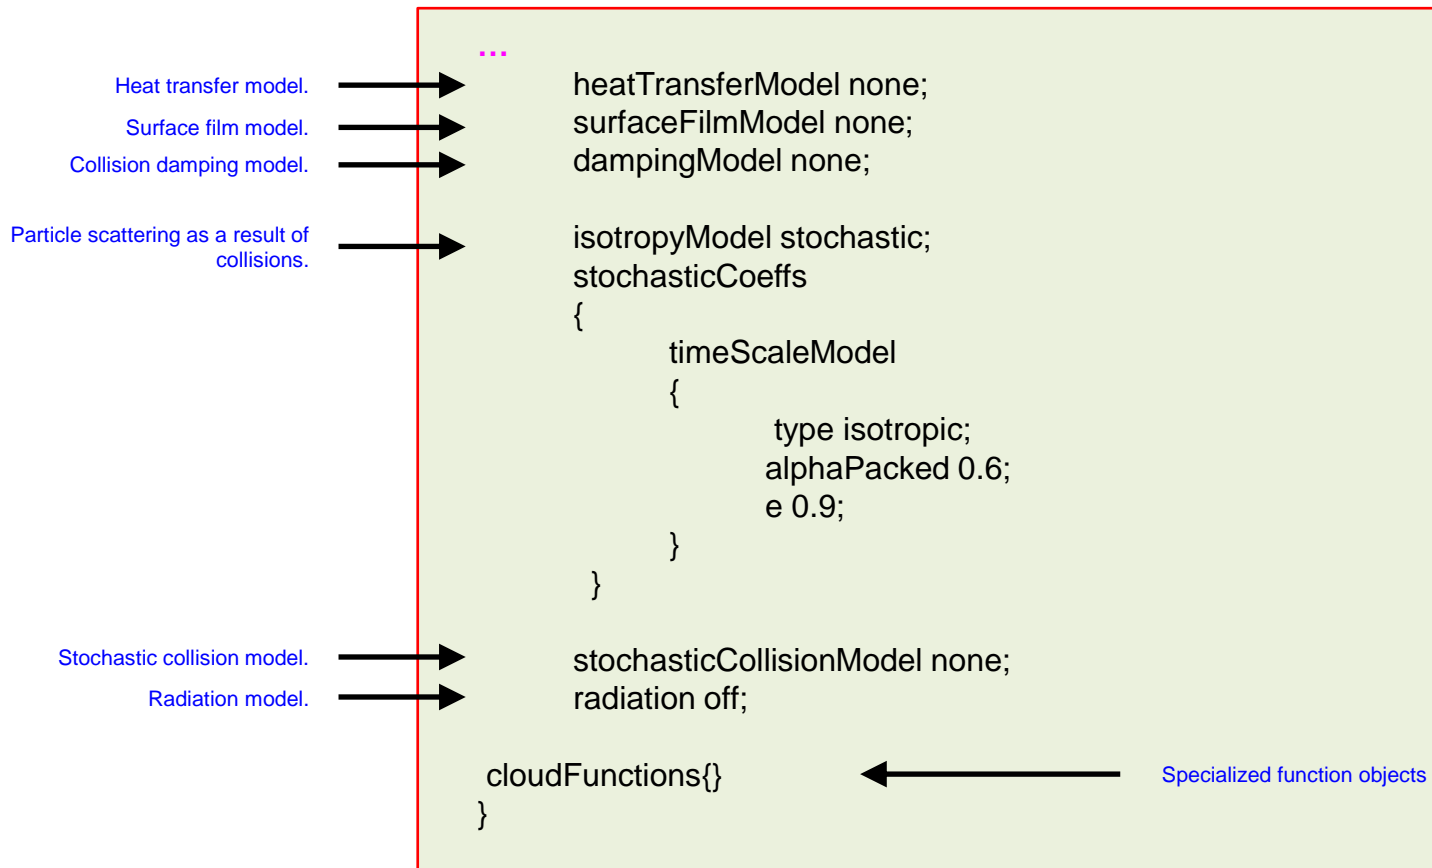 ...
Heat transfer model. heatTransferModel none;
Surface film model. surfaceFilmModel none;
Collision damping model. dampingModel none;
Particle scattering as a result of
collisions.
isotropyModel stochastic;
stochasticCoeffs
{
timeScaleModel
{
type isotropic;
alphaPacked 0.6;
e 0.9;
}
}
Stochastic collision model. stochasticCollisionModel none;
Radiation model. radiation off;
cloudFunctions{} Specialized function objects
}